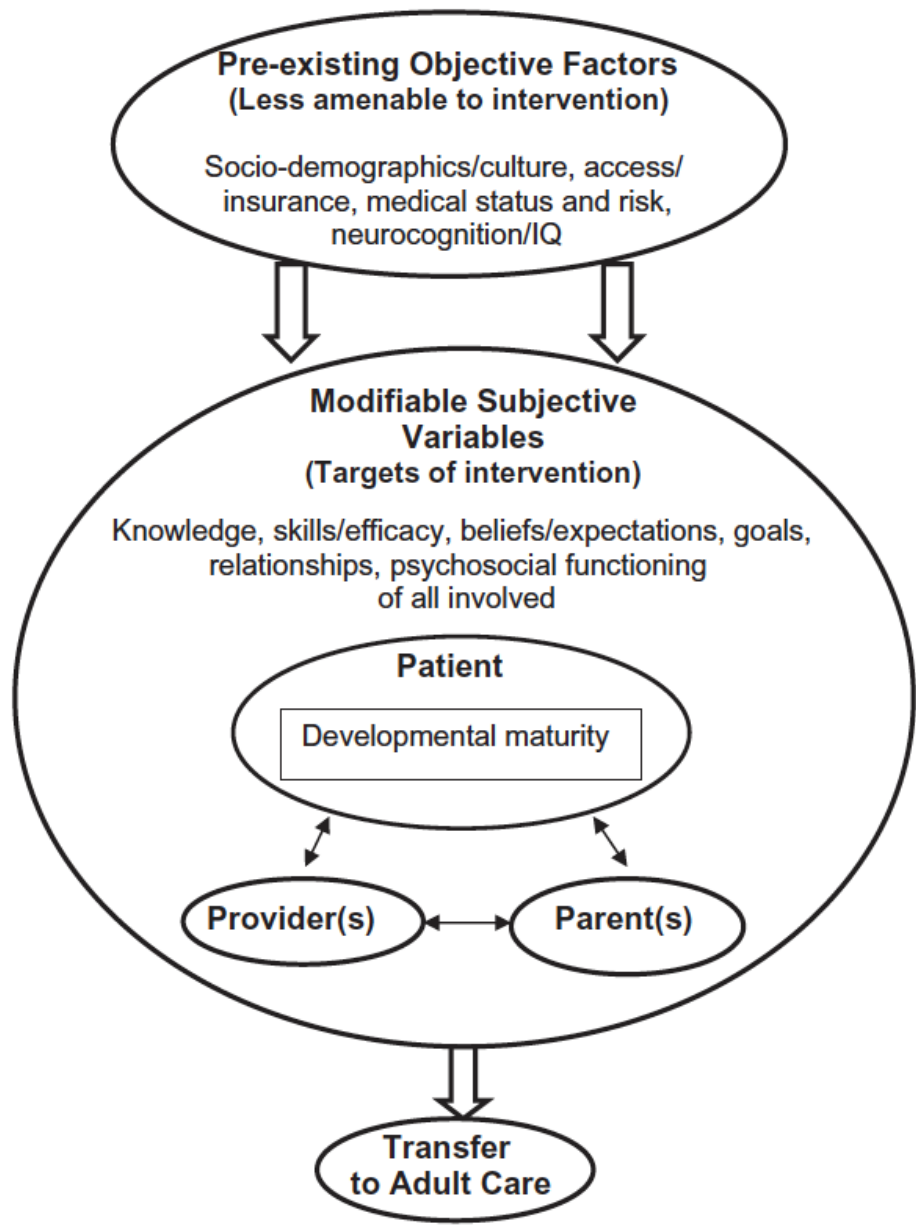 Pre-existing Objective Factors
(Less amenable to intervention)
Socio-demographics/culture, access/
insurance, medical status and risk,
neurocognition/IQ
Modifiable Subjective
Variables
(Targets of intervention)
Knowledge, skills/efficacy, beliefs/expectations, goals,
relationships, psychosocial functioning
of all involved
Patient
Developmental maturity
Provider(s)
Parent(s)
Transfer
to Adult Care